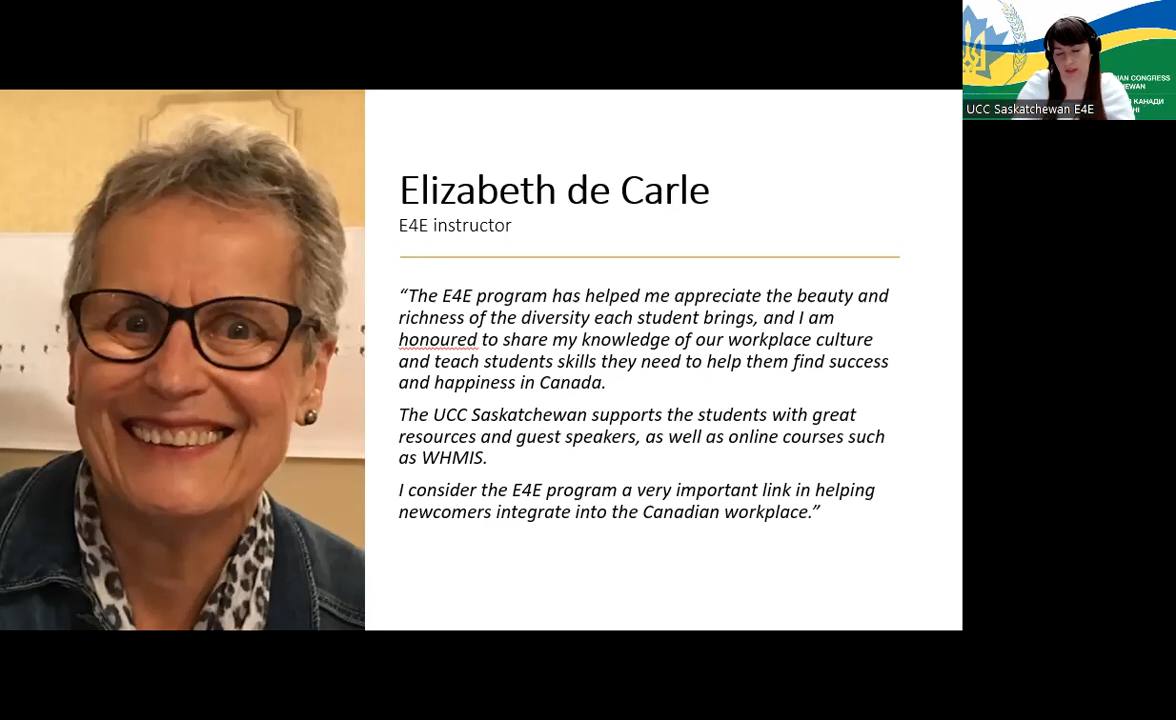 Elizabeth de Carle
E4E instructor
“The E4E program has helped me appreciate the beauty and
richness of the diversity each student brings, and I am
honoured to share my knowledge of our workplace culture
and teach students skills they need to help them find success
and happiness in Canada.
The UCC Saskatchewan supports the students with great
resources and guest speakers, as well as online courses such
as WHMIS.
I consider the E4E program a very important link in helping
newcomers integrate into the Canadian workplace.”
CONGRESS
КАНАДИ
UCC Saskatchewan E4E